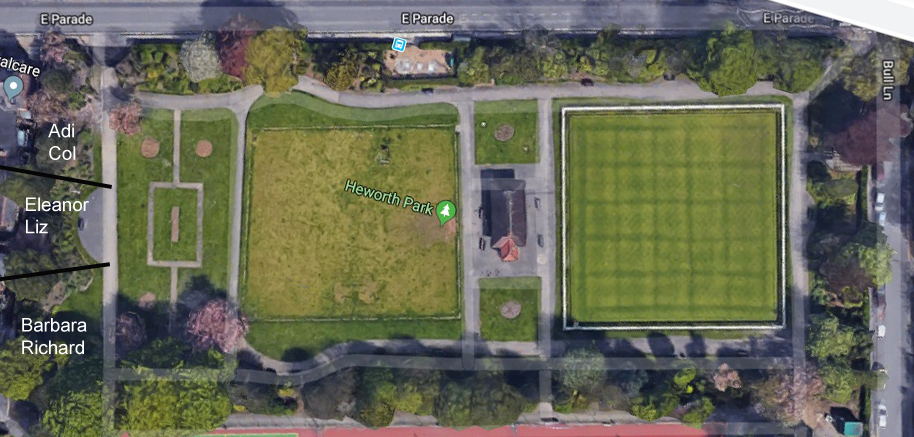 E Parade
E Parade
E Parade
alcare
Bull Ln
Adi
Col
Heworth Park
Eleanor
Liz
Barbara
Richard